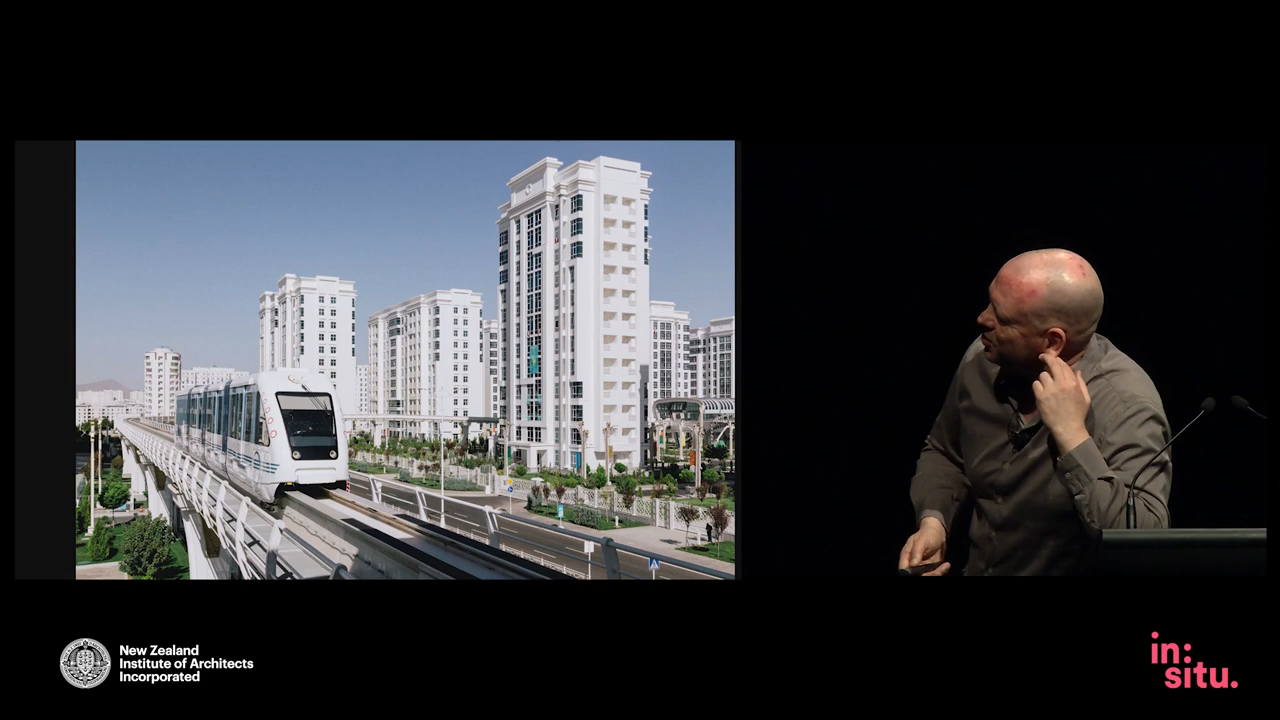 New Zealand
Institute of Architects
Incorporated
in:
situ.